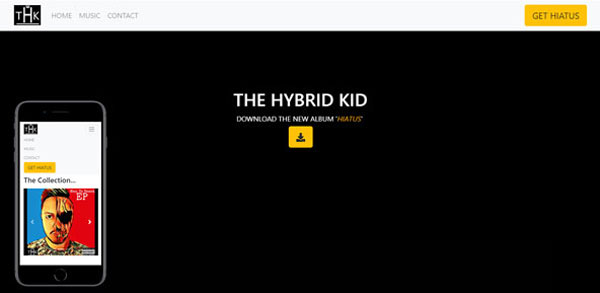 THK
HOME MUSIC CONTACT
GET HIATUS
THE HYBRID KID
DOWNLOAD THE NEW ALBUM "HIATUS"
THK
HOME
MUSIC
CONTACT
GET HIATUS
The Collection...
EP